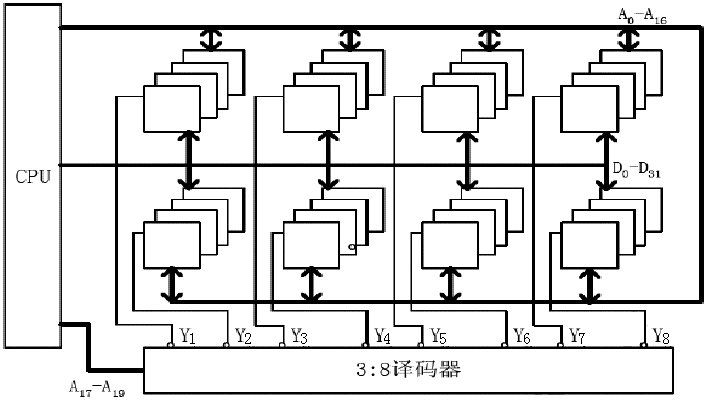 A₀-A₁₆
CPU
D₀-D₃₁
Y₁ Y₂ Y₃ Y₄ Y₅ Y₆ Y₇ Y₈
3:8译码器
A₁₇-A₁₉